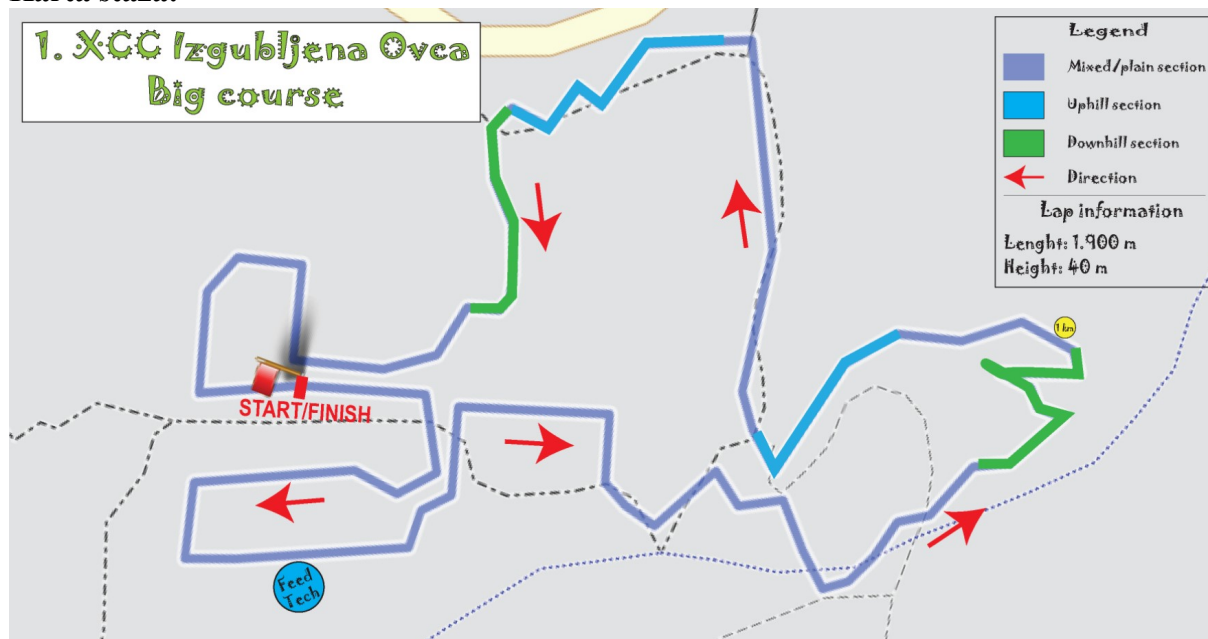 1. XCC Izgubljena Ovca
Big course
Legend
Mixed/plain section
Uphill section
Downhill section
Direction
Lap information
Lenght: 1.900 m
Height: 40 m
1 km
START/FINISH
Feed
Tech